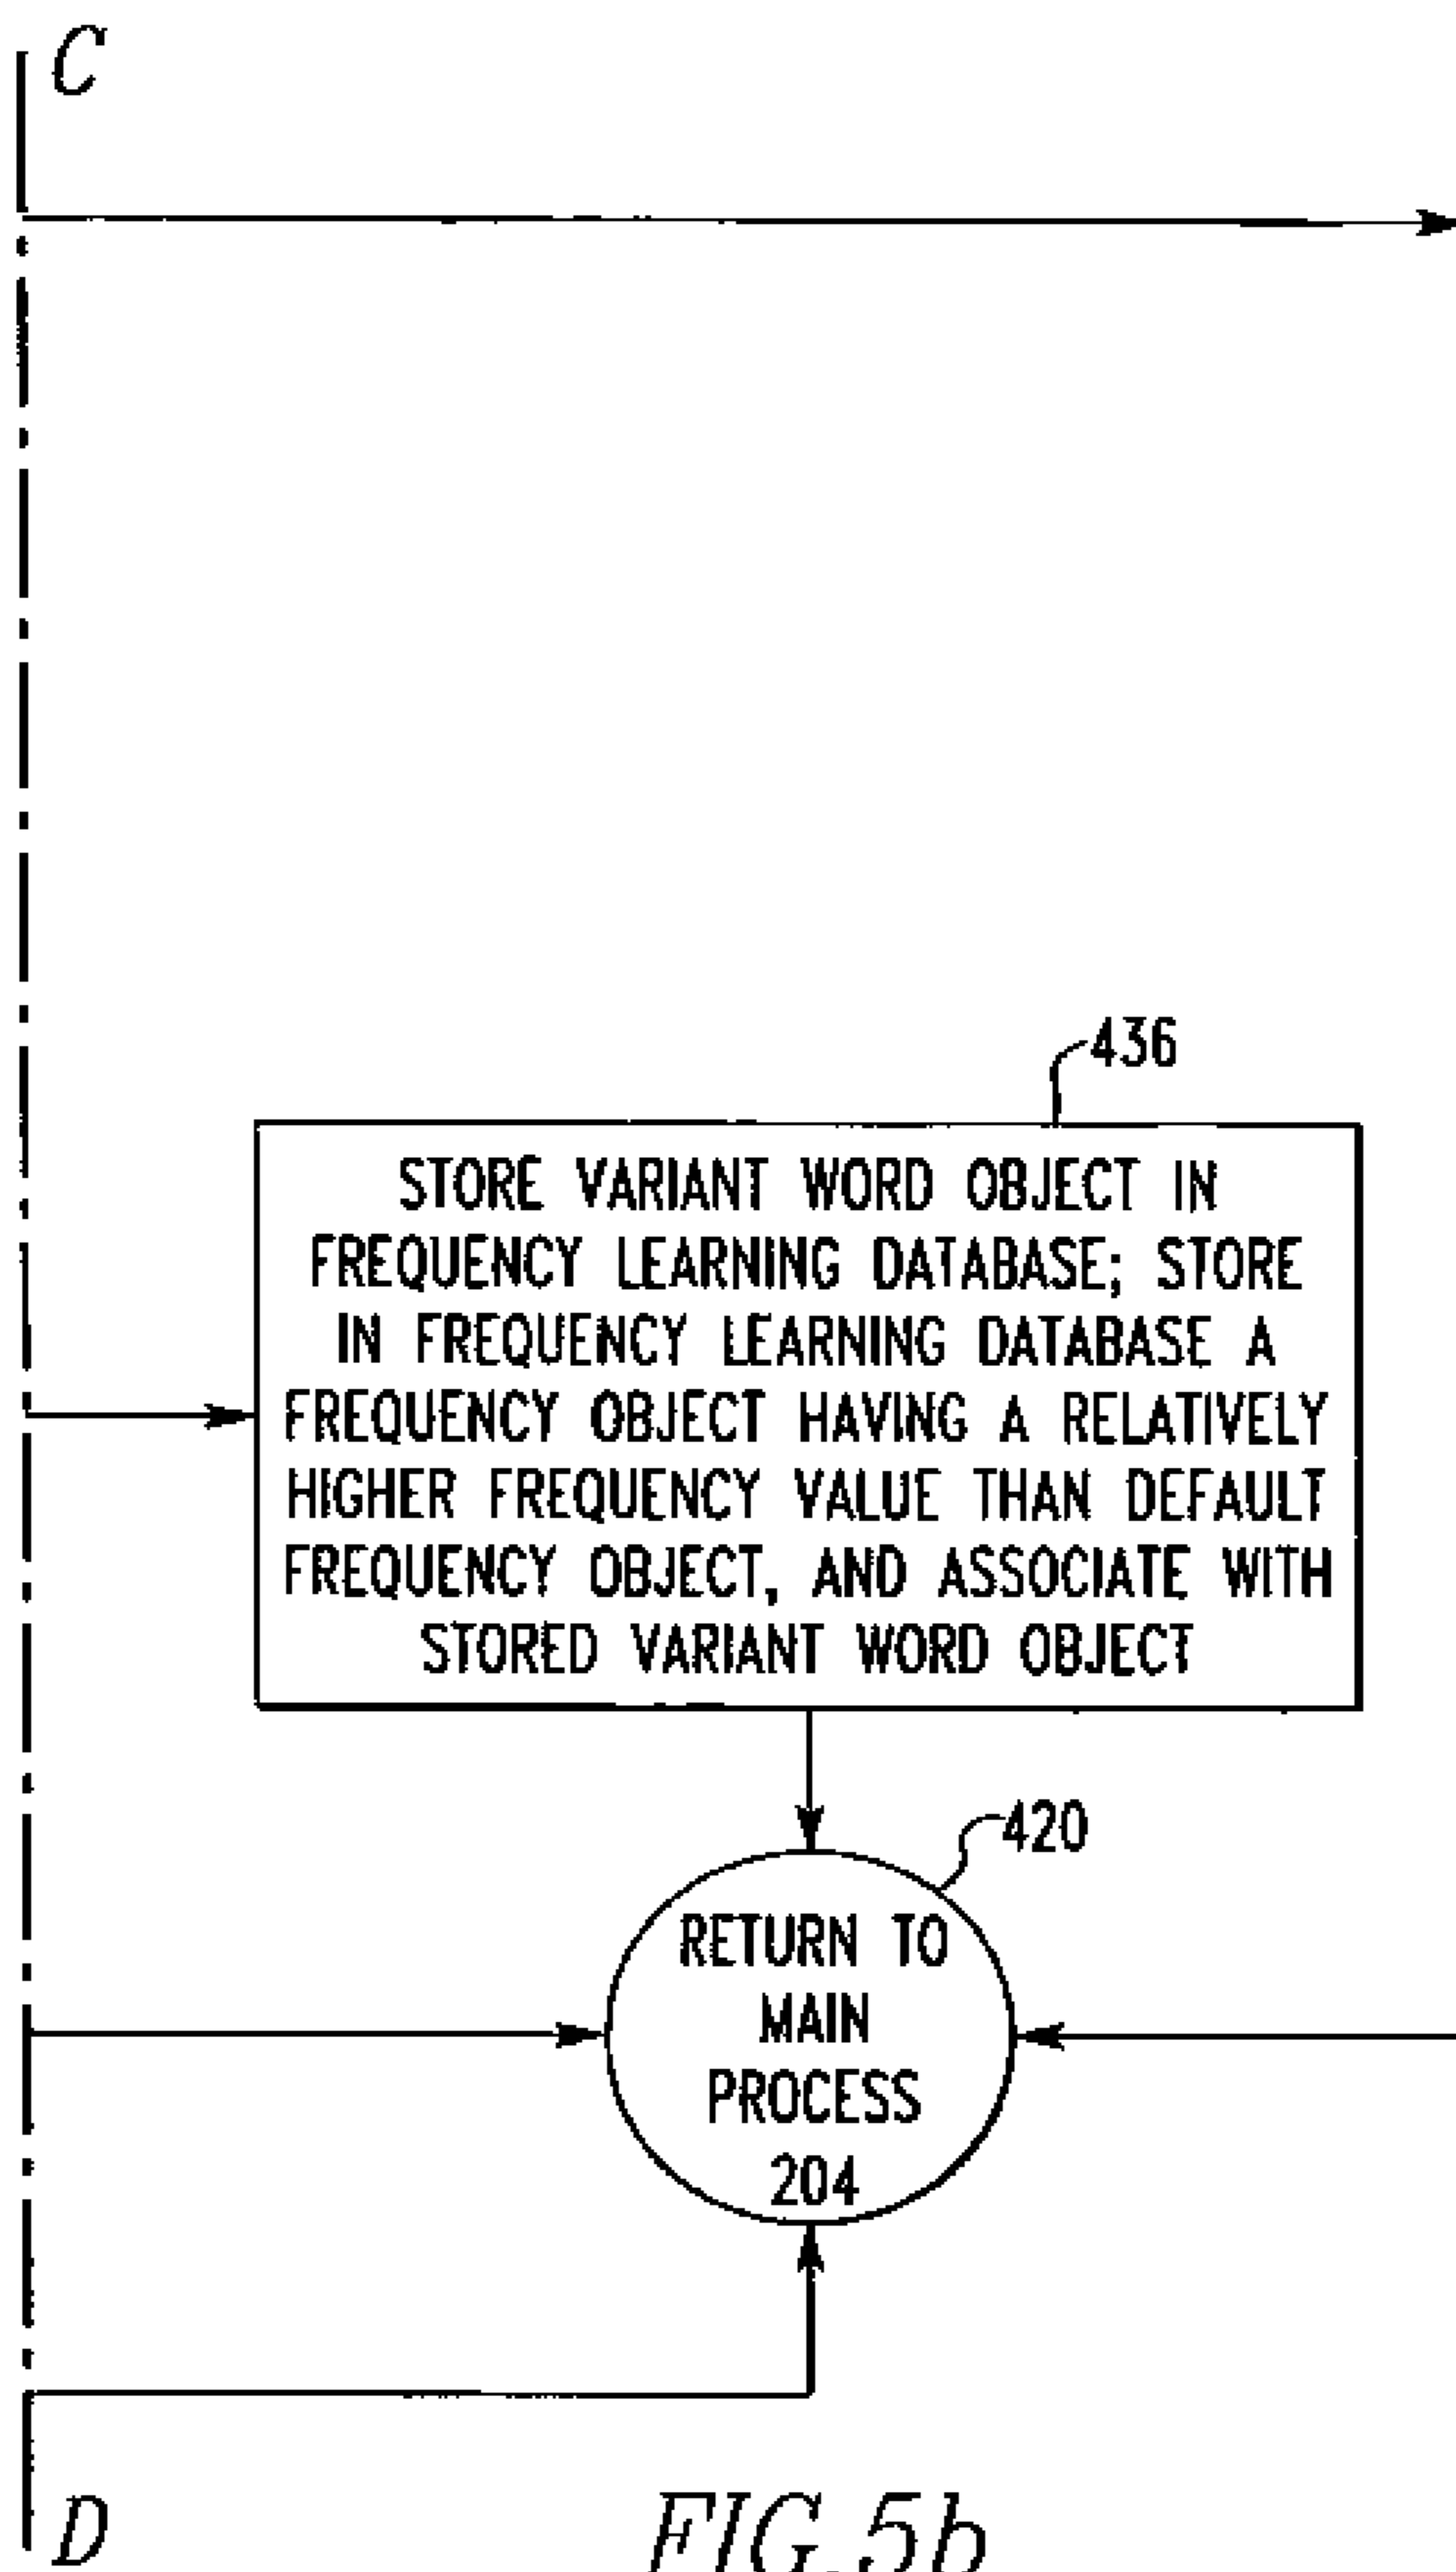 C
436
STORE VARIANT WORD OBJECT IN
FREQUENCY LEARNING DATABASE; STORE
IN FREQUENCY LEARNING DATABASE A
FREQUENCY OBJECT HAVING A RELATIVELY
HIGHER FREQUENCY VALUE THAN DEFAULT
FREQUENCY OBJECT, AND ASSOCIATE WITH
STORED VARIANT WORD OBJECT
420
RETURN TO
MAIN
PROCESS
204
D
FIG.5b